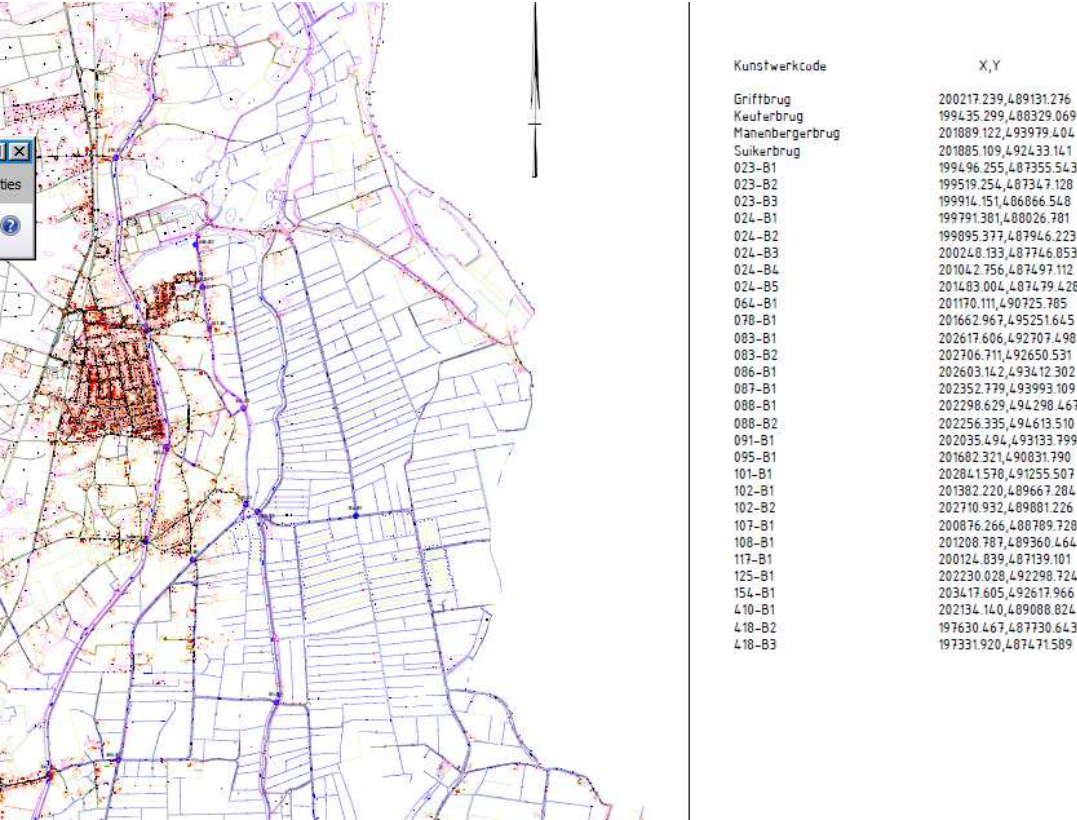 ties
Kunstwerkcode X,Y
Griftbrug 200217.239,489131.276
Keuterbrug 199435.299,488329.069
Manenbergerbrug 201889.122,493979.404
Suikerbrug 201885.109,492433.141
023-B1 199496.255,487355.543
023-B2 199519.254,487347.128
023-B3 199914.151,486866.548
024-B1 199791.381,488026.781
024-B2 199895.377,487946.223
024-B3 200248.133,487746.853
024-B4 201042.756,487497.112
024-B5 201483.004,487479.428
064-B1 201170.111,490725.785
078-B1 201662.967,495251.645
083-B1 202617.606,492707.498
083-B2 202706.711,492650.531
086-B1 202603.142,493412.302
087-B1 202352.779,493993.109
088-B1 202298.629,494298.467
088-B2 202256.335,494613.510
091-B1 202035.494,493133.799
095-B1 201682.321,490831.790
101-B1 202841.578,491255.507
102-B1 201382.220,489667.284
102-B2 202710.932,489881.226
107-B1 200876.266,488789.728
108-B1 201208.787,489360.464
117-B1 200124.839,487139.101
125-B1 202230.028,492298.724
154-B1 203417.605,492617.966
410-B1 202134.140,489088.824
418-B2 197630.467,487730.643
418-B3 197331.920,487471.589